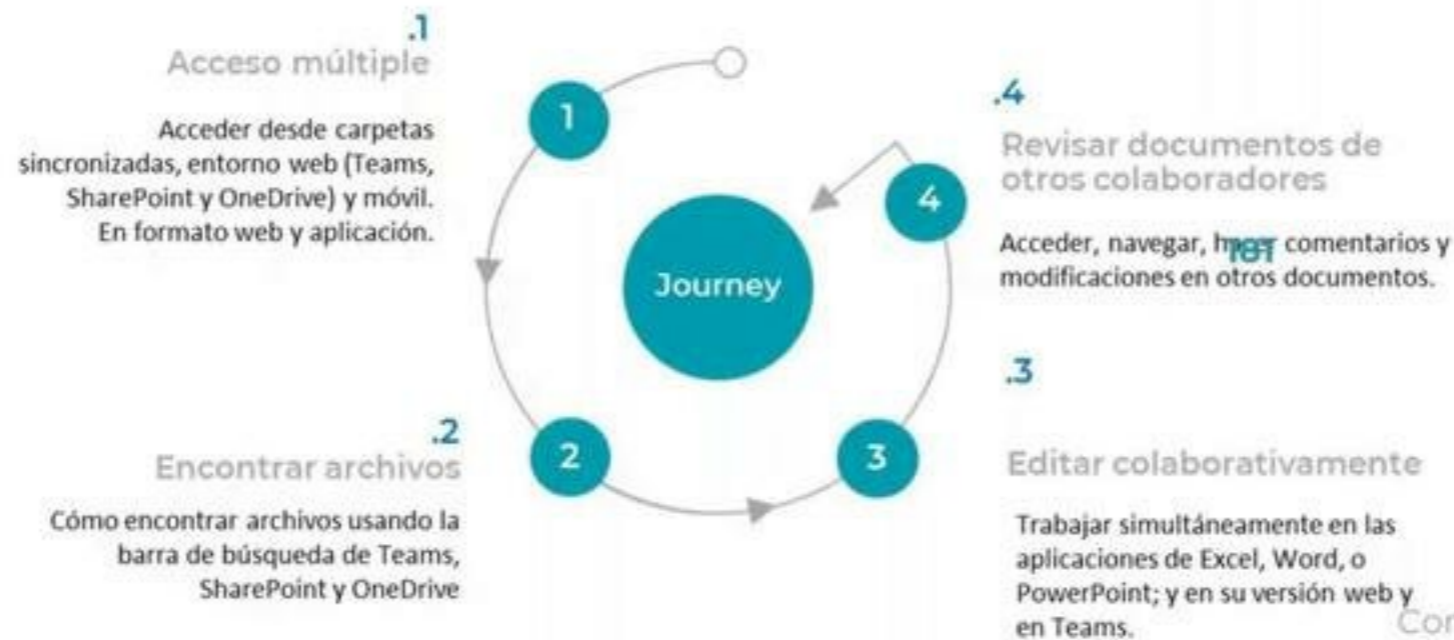 .1
Acceso múltiple
Acceder desde carpetas
sincronizadas, entorno web (Teams,
SharePoint y OneDrive) y móvil.
En formato web y aplicación.
.2
Encontrar archivos
Cómo encontrar archivos usando la
barra de búsqueda de Teams,
SharePoint y OneDrive
1
2
3
4
Journey
.4
Revisar documentos de
otros colaboradores
Acceder, navegar, comentarios y
modificaciones en otros documentos.
.3
Editar colaborativamente
Trabajar simultáneamente en las
aplicaciones de Excel, Word, o
PowerPoint; y en su versión web y
en Teams.